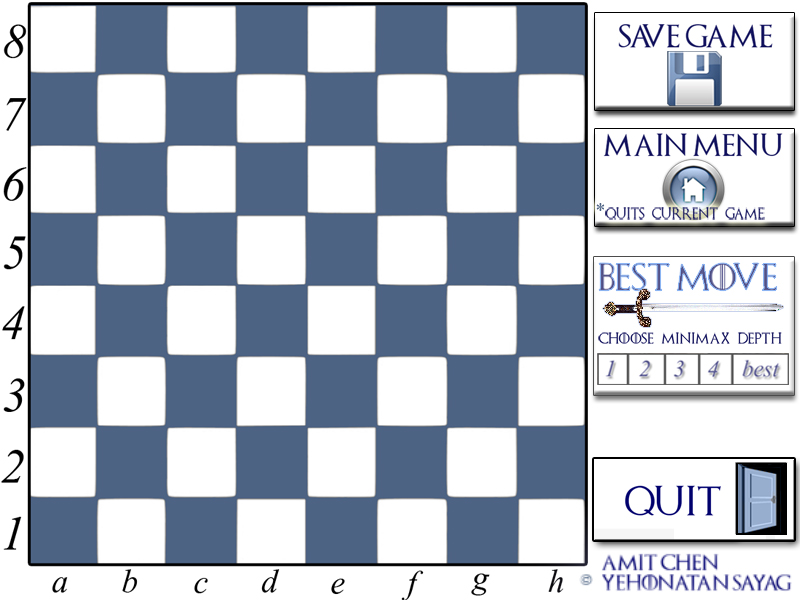 8
7
6
5
4
3
2
1
a b c d e f g h
SAVE GAME
MAIN MENU
*QUITS CURRENT GAME
BEST MOVE
CHOOSE MINIMAX DEPTH
1 2 3 4 best
QUIT
© AMIT CHEN
YEHONATAN SAYAG